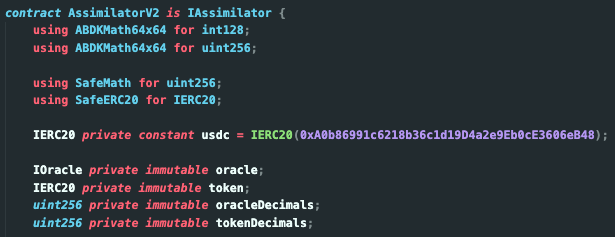 contract AssimilatorV2 is IAssimilator {
using ABDKMath64x64 for int128;
using ABDKMath64x64 for uint256;
using SafeMath for uint256;
using SafeERC20 for IERC20;
IERC20 private constant usdc = IERC20(0xA0b86991c6218b36c1d19D4a2e9Eb0cE3606eB48);
IOracle private immutable oracle;
IERC20 private immutable token;
uint256 private immutable oracleDecimals;
uint256 private immutable tokenDecimals;